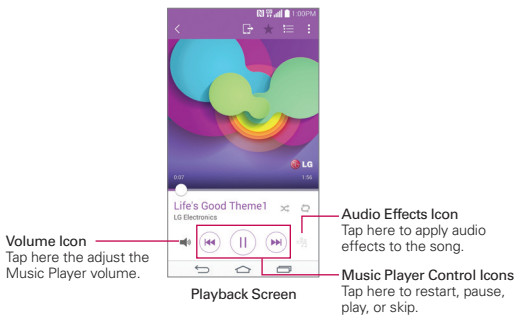 1:00PM
LG
0:07
1:56
Life's Good Theme1
LG Electronics
Volume Icon
Tap here the adjust the
Music Player volume.
Audio Effects Icon
Tap here to apply audio
effects to the song.
Music Player Control Icons
Tap here to restart, pause,
play, or skip.
Playback Screen